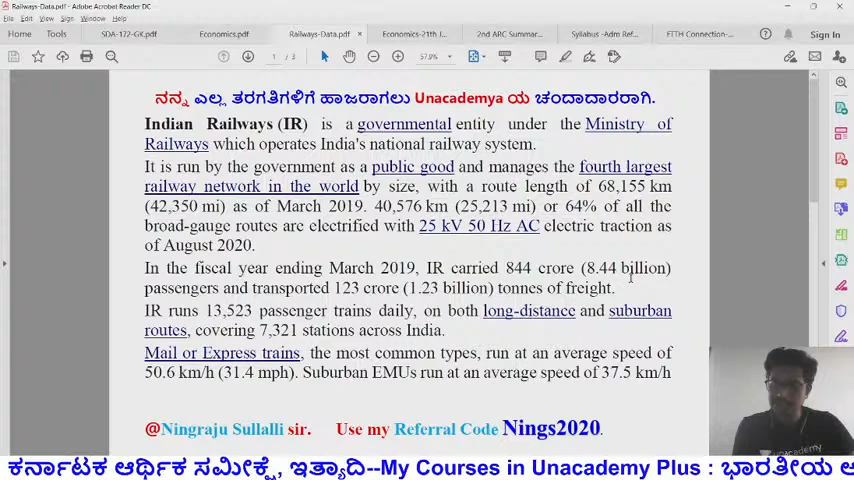 Railways-Data.pdf - Adobe Acrobat Reader DC
File Edit View Sign Window Help
Home Tools SDA-172-GK.pdf Economics.pdf Railways-Data.pdf × Economics-21th l... 2nd ARC Summar... Syllabus -Adm Ref FTTH Connection-... Sign In
1 / 3 57.9%
ನನ್ನ ಎಲ್ಲ ತರಗತಿಗಳಿಗೆ ಹಾಜರಾಗಲು Unacademyಯ ಚಂದಾದಾರರಾಗಿ.
Indian Railways (IR) is a governmental entity under the Ministry of
Railways which operates India's national railway system.
It is run by the government as a public good and manages the fourth largest
railway network in the world by size, with a route length of 68,155 km
(42,350 mi) as of March 2019. 40,576 km (25,213 mi) or 64% of all the
broad-gauge routes are electrified with 25 kV 50 Hz AC electric traction as
of August 2020.
In the fiscal year ending March 2019, IR carried 844 crore (8.44 billion)
passengers and transported 123 crore (1.23 billion) tonnes of freight.
IR runs 13,523 passenger trains daily, on both long-distance and suburban
routes, covering 7,321 stations across India.
Mail or Express trains, the most common types, run at an average speed of
50.6 km/h (31.4 mph). Suburban EMUs run at an average speed of 37.5 km/h
@Ningraju Sullalli sir. Use my Referral Code Nings2020.
unacademy
ಕರ್ನಾಟಕ ಆರ್ಥಿಕ ಸಮೀಕ್ಷೆ, ಇತ್ಯಾದಿ--My Courses in Unacademy Plus : ಭಾರತೀಯ